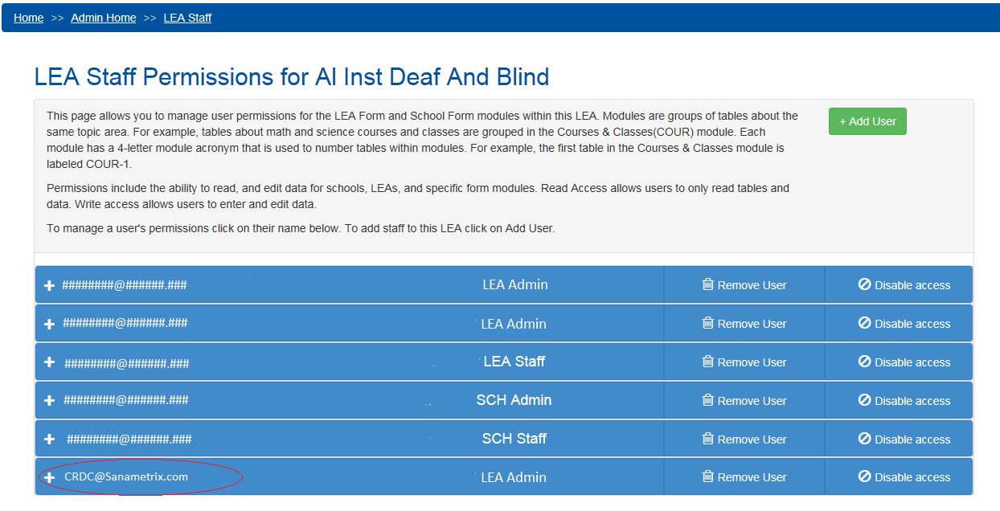 Home >> Admin Home >> LEA Staff
LEA Staff Permissions for Al Inst Deaf And Blind
This page allows you to manage user permissions for the LEA Form and School Form modules within this LEA. Modules are groups of tables about the
same topic area. For example, tables about math and science courses and classes are grouped in the Courses & Classes(COUR) module. Each
module has a 4-letter module acronym that is used to number tables within modules. For example, the first table in the Courses & Classes module is
labeled COUR-1.
+ Add User
Permissions include the ability to read, and edit data for schools, LEAs, and specific form modules. Read Access allows users to only read tables and
data. Write access allows users to enter and edit data.
To manage a user's permissions click on their name below. To add staff to this LEA click on Add User.
########@######.### LEA Admin Remove User Disable access
########@######.### LEA Admin Remove User Disable access
########@######.### LEA Staff Remove User Disable access
########@######.### SCH Admin Remove User Disable access
########@######.### SCH Staff Remove User Disable access
CRDC@Sanametrix.com LEA Admin Remove User Disable access